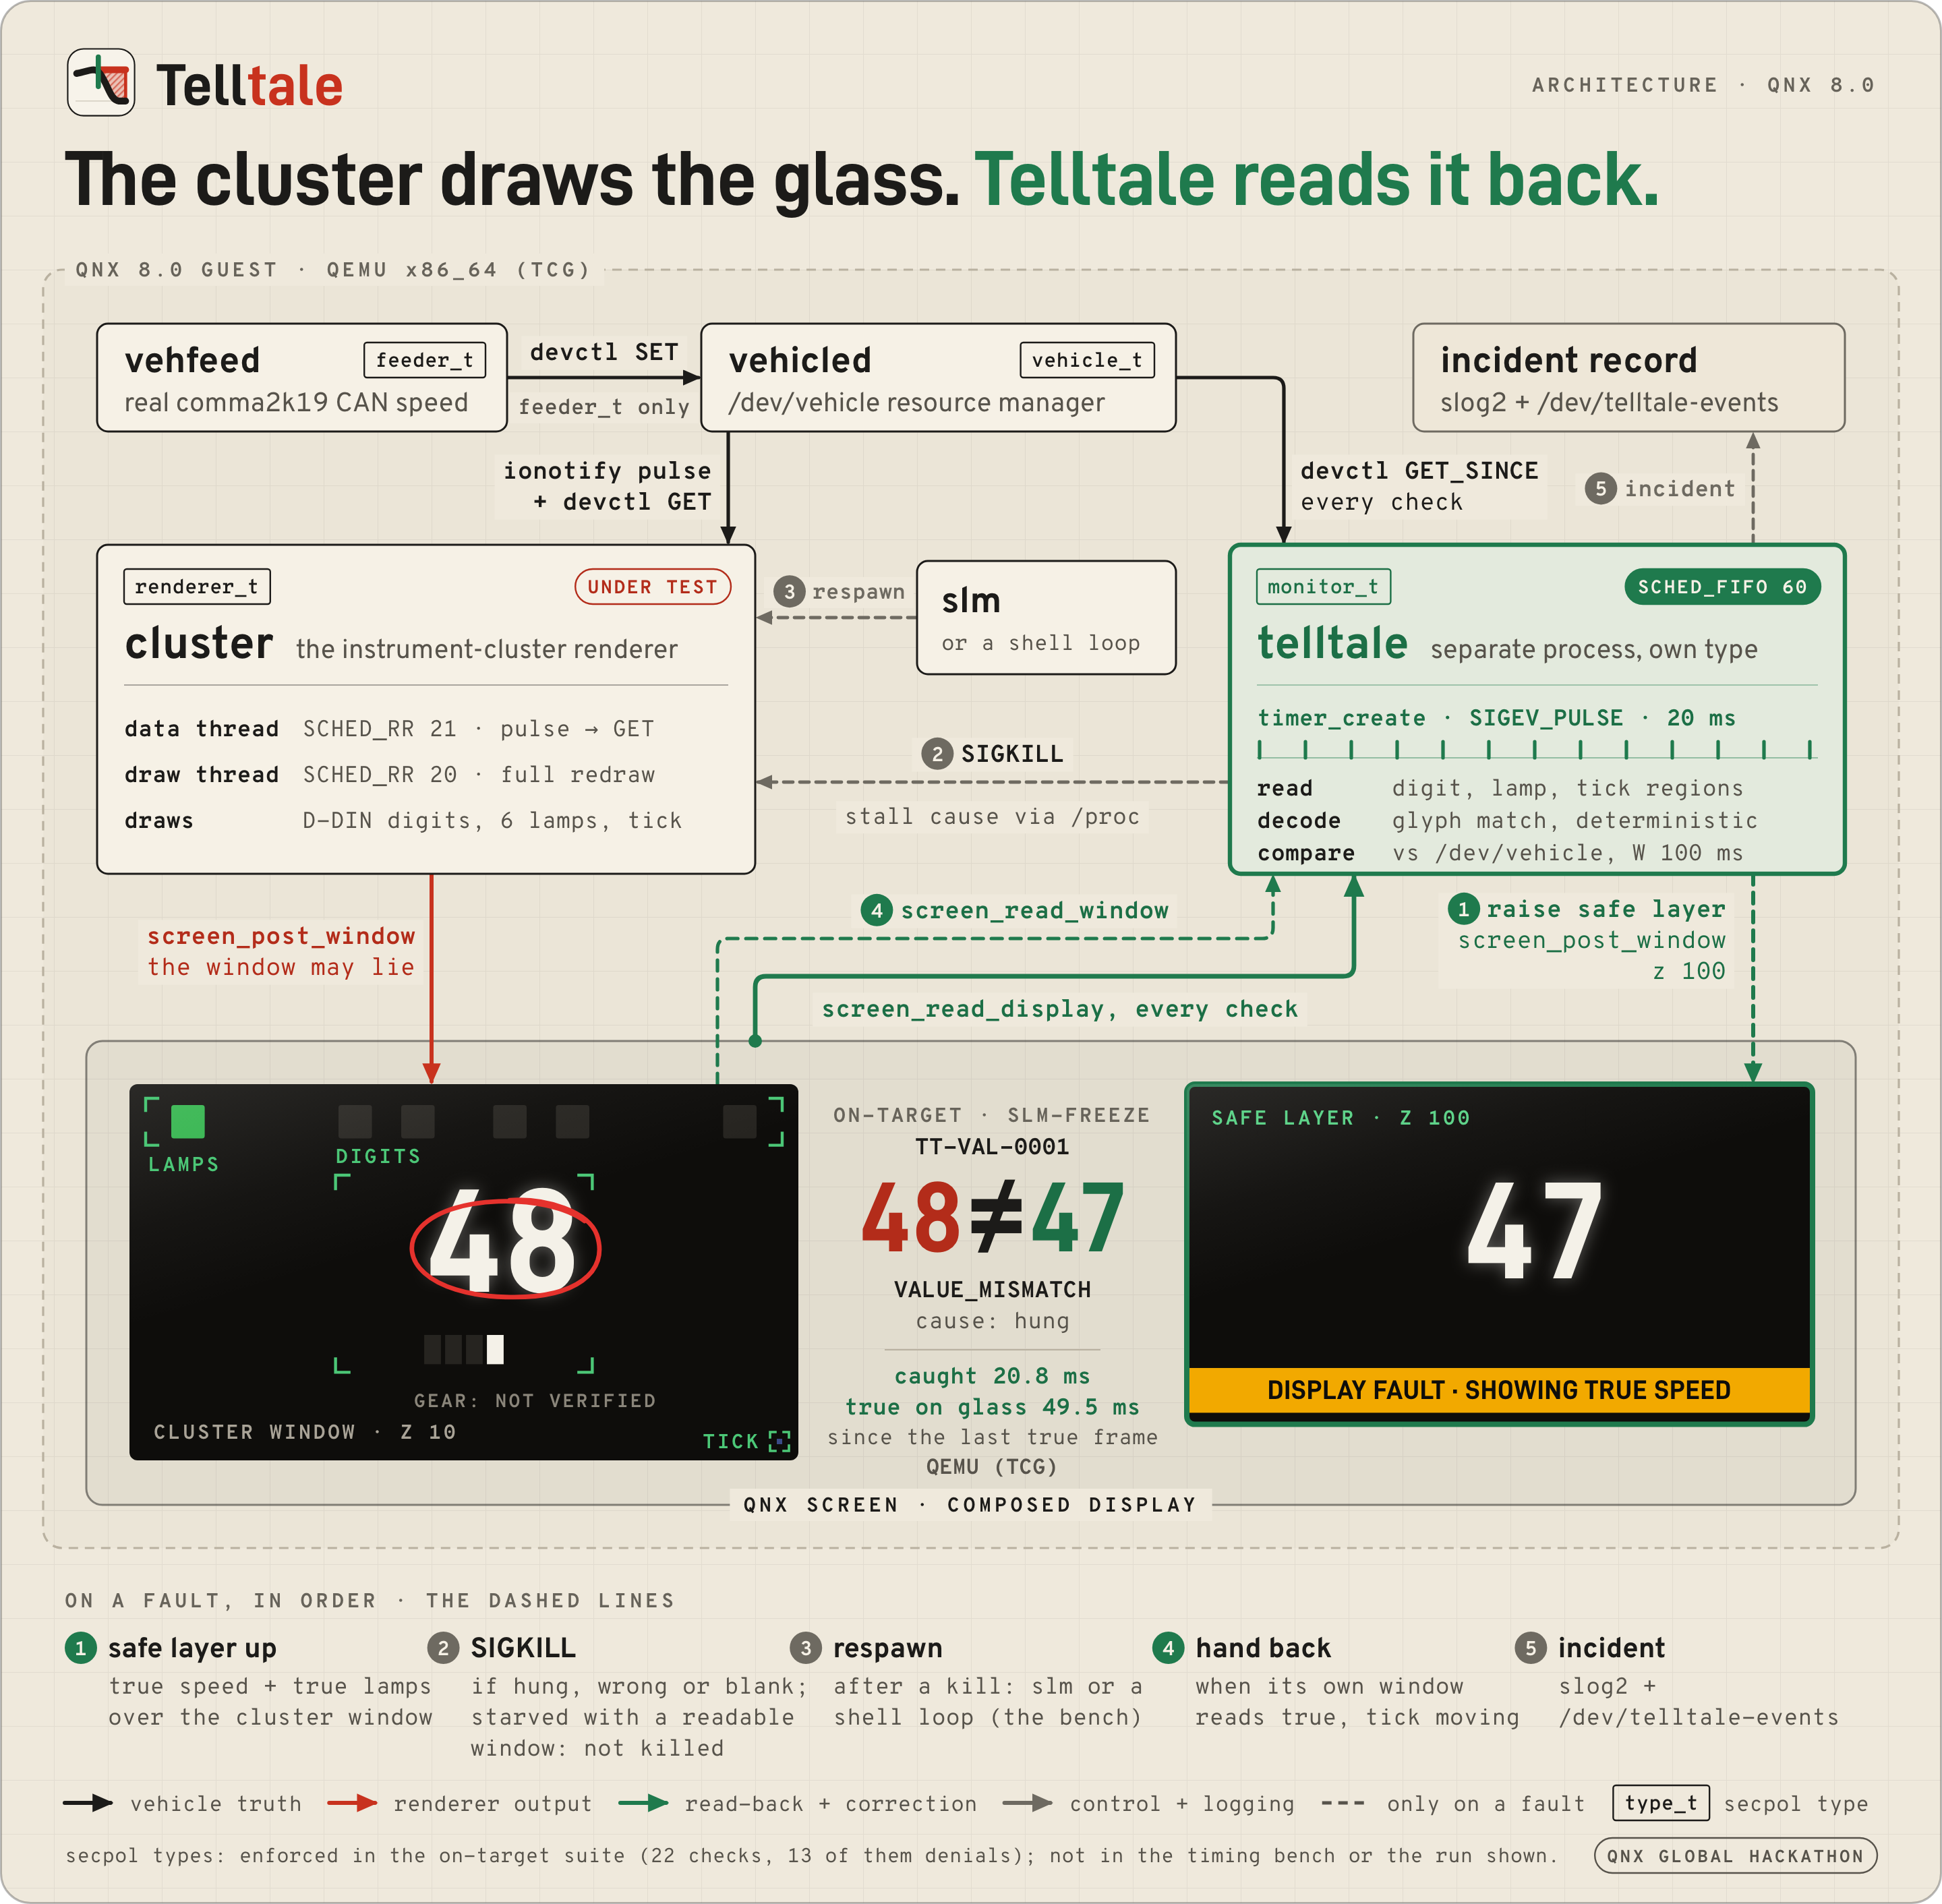 Telltale
ARCHITECTURE · QNX 8.0
The cluster draws the glass. Telltale reads it back.
QNX 8.0 GUEST · QEMU x86_64 (TCG)
vehfeed
feeder_t
real comma2k19 CAN speed
devctl SET
feeder_t only
vehicled
vehicle_t
/dev/vehicle resource manager
incident record
slog2 + /dev/telltale-events
ionotify pulse
+ devctl GET
devctl GET_SINCE
every check
5 incident
renderer_t
UNDER TEST
cluster the instrument-cluster renderer
data thread SCHED_RR 21 · pulse → GET
draw thread SCHED_RR 20 · full redraw
draws D-DIN digits, 6 lamps, tick
3 respawn
slm
or a shell loop
2 SIGKILL
stall cause via /proc
monitor_t
SCHED_FIFO 60
telltale separate process, own type
timer_create · SIGEV_PULSE · 20 ms
read digit, lamp, tick regions
decode glyph match, deterministic
compare vs /dev/vehicle, W 100 ms
screen_post_window
the window may lie
4 screen_read_window
screen_read_display, every check
1 raise safe layer
screen_post_window
z 100
LAMPS
DIGITS
48
GEAR: NOT VERIFIED
CLUSTER WINDOW · Z 10
TICK
ON-TARGET · SLM-FREEZE
TT-VAL-0001
48≠47
VALUE_MISMATCH
cause: hung
caught 20.8 ms
true on glass 49.5 ms
since the last true frame
QEMU (TCG)
SAFE LAYER · Z 100
47
DISPLAY FAULT · SHOWING TRUE SPEED
QNX SCREEN · COMPOSED DISPLAY
ON A FAULT, IN ORDER · THE DASHED LINES
1 safe layer up
true speed + true lamps
over the cluster window
2 SIGKILL
if hung, wrong or blank;
starved with a readable
window: not killed
3 respawn
after a kill: slm or a
shell loop (the bench)
4 hand back
when its own window
reads true, tick moving
5 incident
slog2 +
/dev/telltale-events
vehicle truth
renderer output
read-back + correction
control + logging
only on a fault
type_t secpol type
secpol types: enforced in the on-target suite (22 checks, 13 of them denials); not in the timing bench or the run shown.
QNX GLOBAL HACKATHON